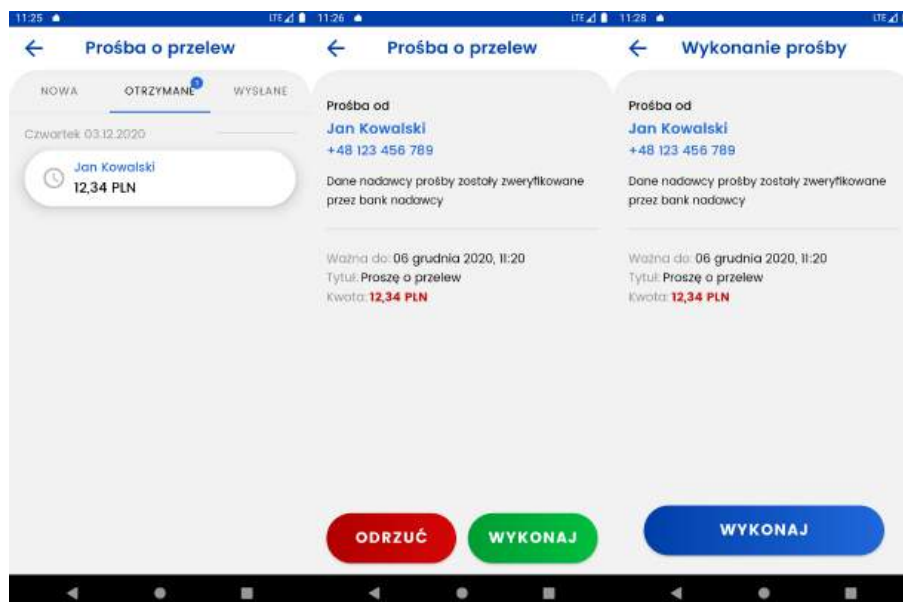 11:25
LTE
Prośba o przelew
NOWA
OTRZYMANE
1
WYSŁANE
Czwartek 03.12.2020
Jan Kowalski
12,34 PLN
11:26
LTE
Prośba o przelew
Prośba od
Jan Kowalski
+48 123 456 789
Dane nadawcy prośby zostały zweryfikowane
przez bank nadawcy
Ważna do: 06 grudnia 2020, 11:20
Tytuł: Proszę o przelew
Kwota: 12,34 PLN
ODRZUĆ
WYKONAJ
11:28
LTE
Wykonanie prośby
Prośba od
Jan Kowalski
+48 123 456 789
Dane nadawcy prośby zostały zweryfikowane
przez bank nadawcy
Ważna do: 06 grudnia 2020, 11:20
Tytuł: Proszę o przelew
Kwota: 12,34 PLN
WYKONAJ